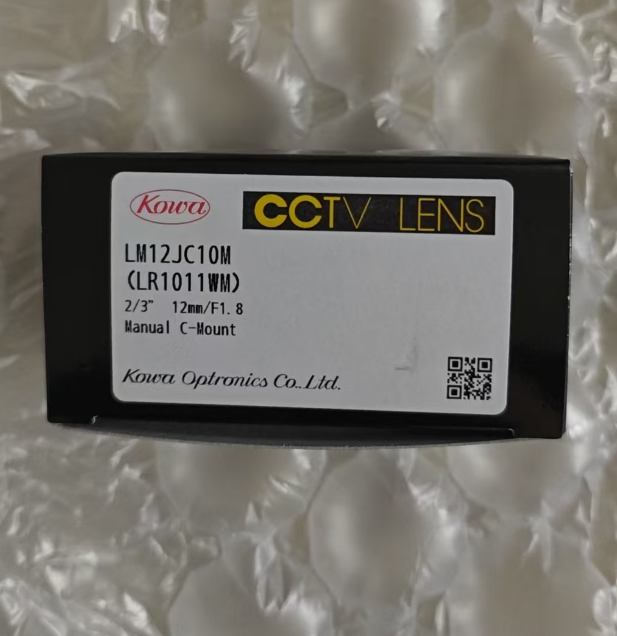 Kowa
CCTV LENS
LM12JC10M
(LR1011WM)
2/3" 12mm/F1.8
Manual C-Mount
Kowa Optronics Co.,Ltd.